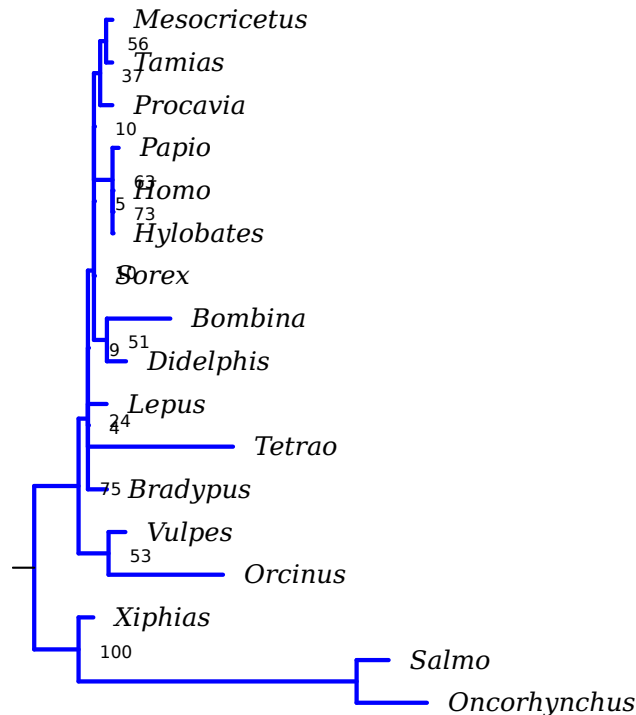 Mesocricetus
56
Tamias
37
Procavia
10
Papio
63
Homo
5
73
Hylobates
Sorex
10
Bombina
51
9
Didelphis
Lepus
24
4
Tetrao
75
Bradypus
Vulpes
53
Orcinus
Xiphias
100
Salmo
Oncorhynchus